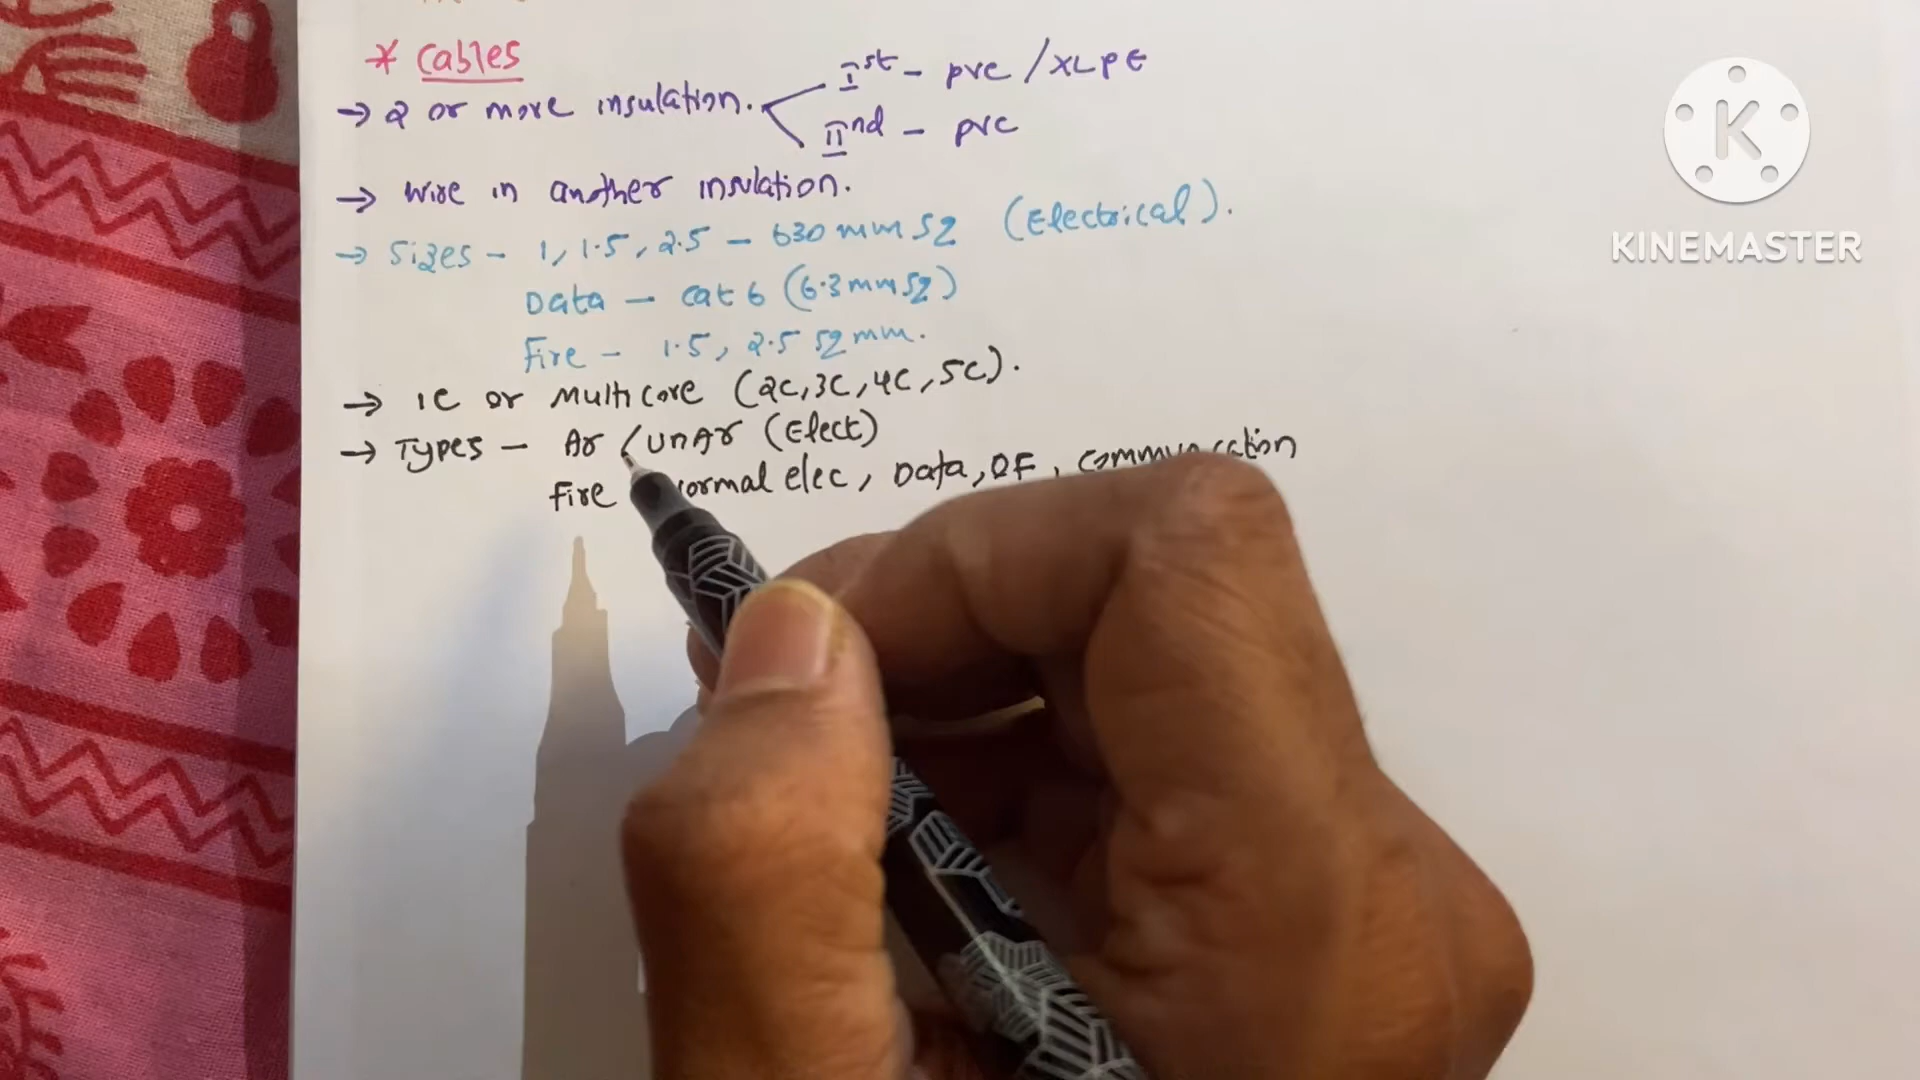 * Cables
→ 2 or more insulation. Ist - pvc / XLPE
IInd - pvc
→ Wire in another insulation.
→ Sizes - 1, 1.5, 2.5 - 630 mm sq (Electrical).
Data - cat 6 (6.3 mm sq)
Fire - 1.5, 2.5 sq mm.
→ 1C or Multi core (2C, 3C, 4C, 5C).
→ Types - Ar / UnAr (Elect)
Fire normal elec, Data, OF,
K
KINEMASTER